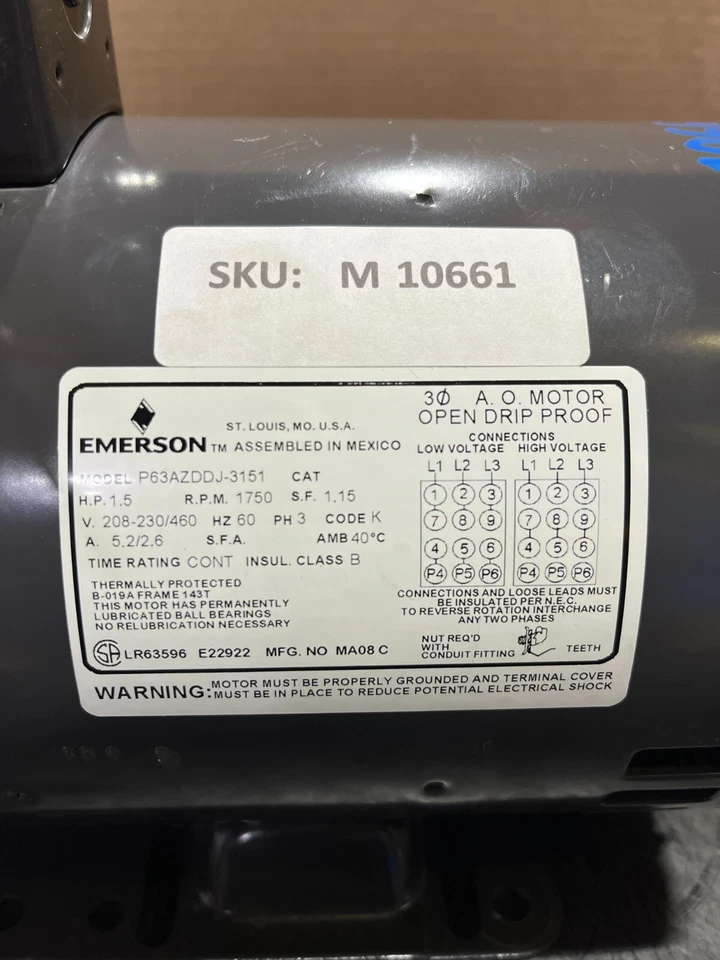 SKU: M 10661
EMERSON TM
ST. LOUIS, MO. U.S.A.
ASSEMBLED IN MEXICO
MODEL P63AZDDJ-3151 CAT
H.P. 1.5 R.P.M. 1750 S.F. 1.15
V. 208-230/460 HZ 60 PH 3 CODE K
A. 5.2/2.6 S.F.A. AMB 40°C
TIME RATING CONT INSUL. CLASS B
THERMALLY PROTECTED
B-019A FRAME 143T
THIS MOTOR HAS PERMANENTLY
LUBRICATED BALL BEARINGS
NO RELUBRICATION NECESSARY
SA LR63596 E22922 MFG. NO MA08 C
3Ø A. O. MOTOR
OPEN DRIP PROOF
CONNECTIONS
LOW VOLTAGE HIGH VOLTAGE
L1 L2 L3 L1 L2 L3
1 2 3 1 2 3
7 8 9 7 8 9
4 5 6 4 5 6
P4 P5 P6 P4 P5 P6
CONNECTIONS AND LOOSE LEADS MUST
BE INSULATED PER N.E.C.
TO REVERSE ROTATION INTERCHANGE
ANY TWO PHASES
NUT REQ'D
WITH
CONDUIT FITTING
TEETH
WARNING: MOTOR MUST BE PROPERLY GROUNDED AND TERMINAL COVER
MUST BE IN PLACE TO REDUCE POTENTIAL ELECTRICAL SHOCK